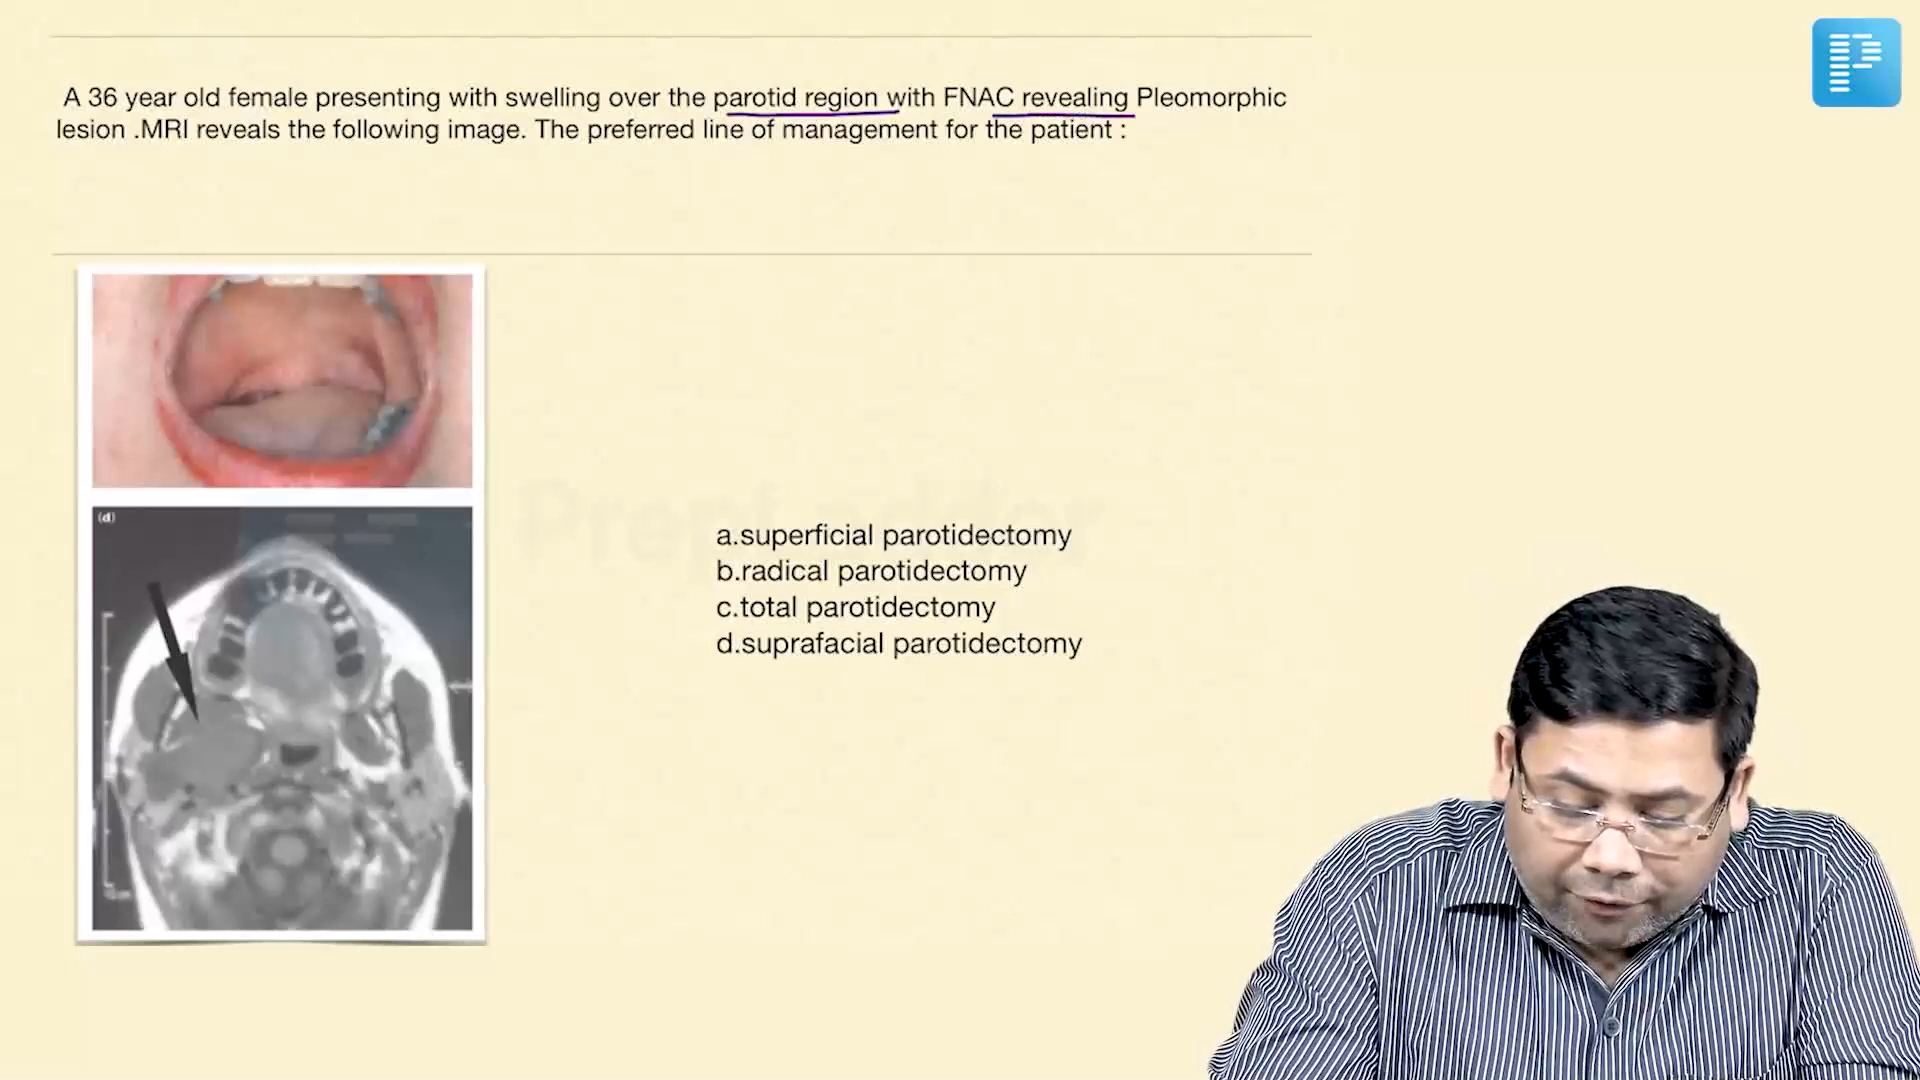 A 36 year old female presenting with swelling over the parotid region with FNAC revealing Pleomorphic
lesion .MRI reveals the following image. The preferred line of management for the patient :
(d)
a.superficial parotidectomy
b.radical parotidectomy
c.total parotidectomy
d.suprafacial parotidectomy